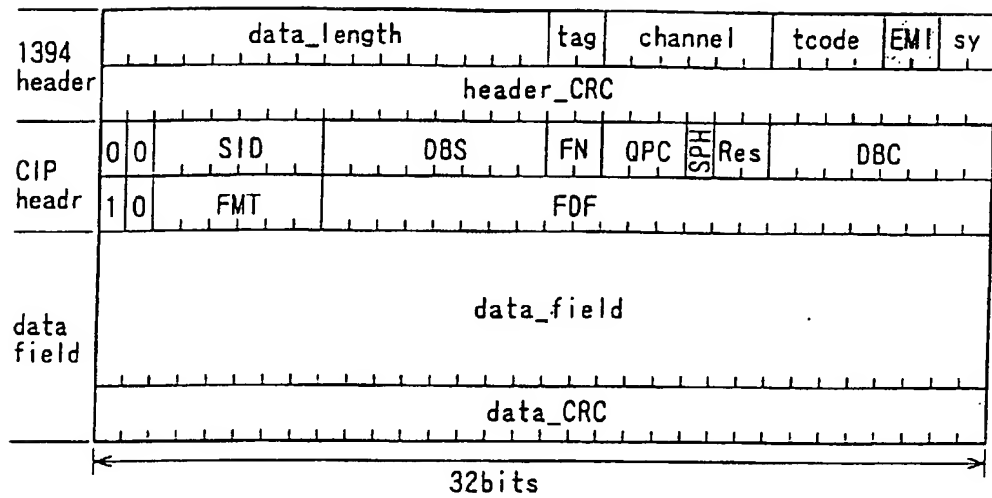 1394 header
data_length tag channel tcode EMI sy
header_CRC
CIP headr
0 0 SID DBS FN QPC SPH Res DBC
1 0 FMT FDF
data field
data_field
data_CRC
32bits